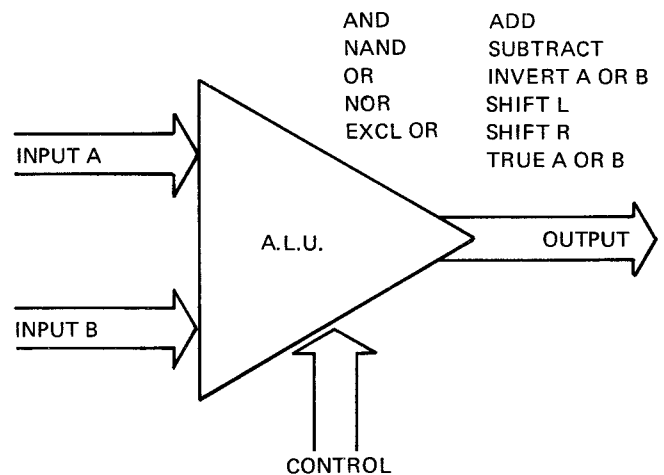 AND
NAND
OR
NOR
EXCL OR
ADD
SUBTRACT
INVERT A OR B
SHIFT L
SHIFT R
TRUE A OR B
INPUT A
A.L.U.
OUTPUT
INPUT B
CONTROL